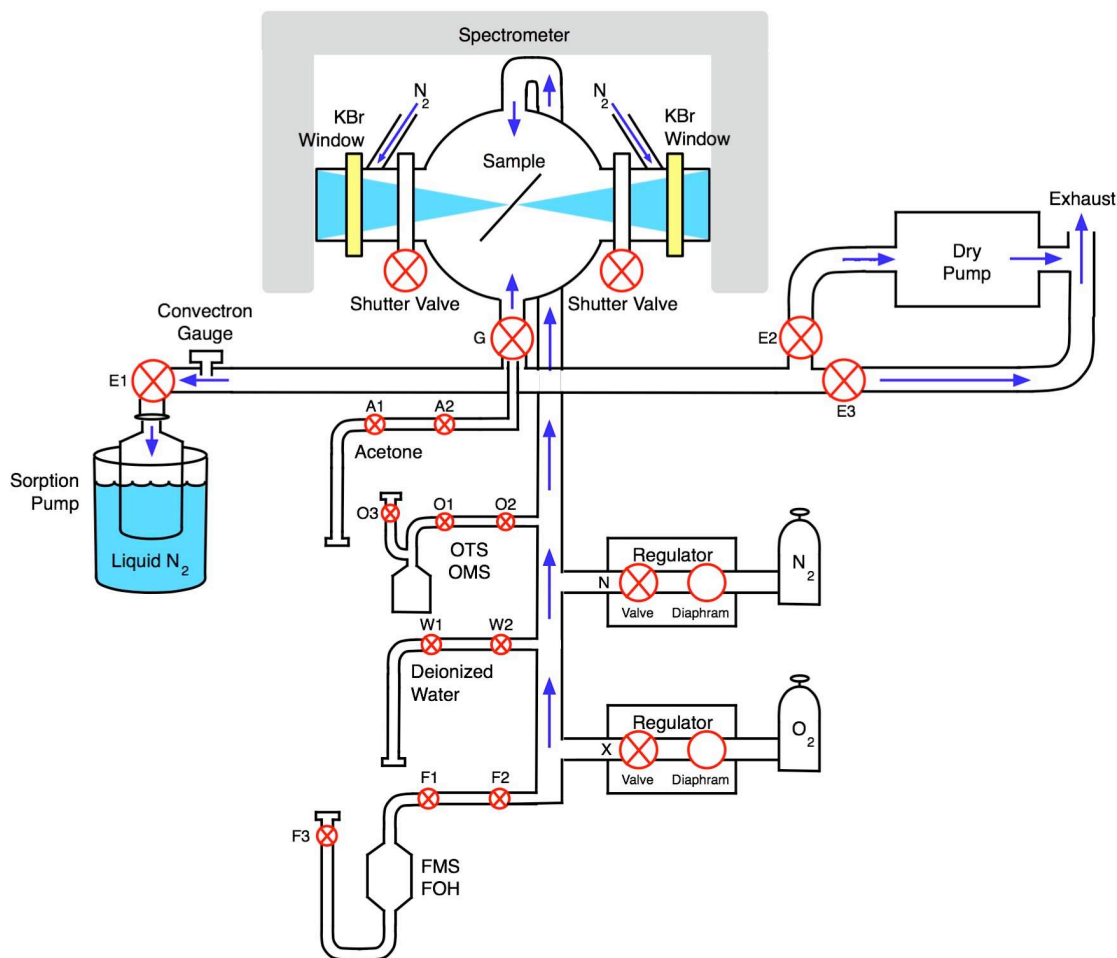 Spectrometer
N2
N2
KBr
Window
KBr
Window
Sample
Exhaust
Dry
Pump
Shutter Valve
Shutter Valve
Convectron
Gauge
G
E2
E1
E3
A1
A2
Acetone
Sorption
Pump
Liquid N2
O3
O1
O2
OTS
OMS
Regulator
N
Valve
Diaphram
N2
W1
W2
Deionized
Water
Regulator
X
Valve
Diaphram
O2
F1
F2
F3
FMS
FOH